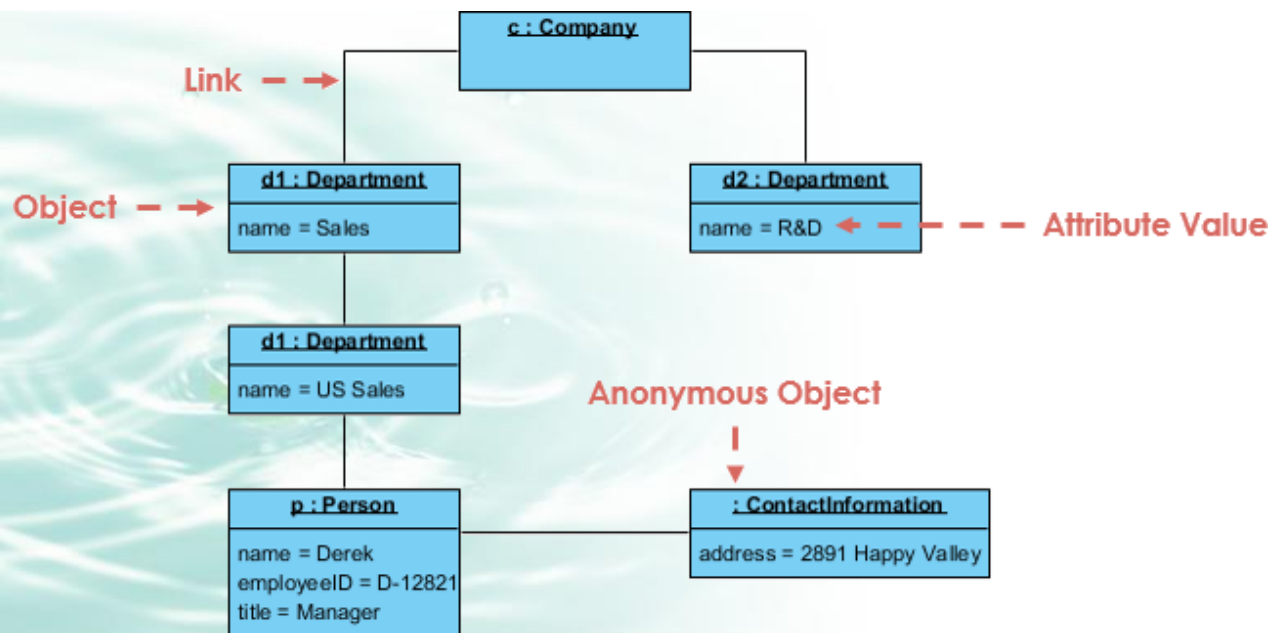 c : Company
Link
d1 : Department
name = Sales
d2 : Department
name = R&D
Object
Attribute Value
d1 : Department
name = US Sales
Anonymous Object
p : Person
name = Derek
employeeID = D-12821
title = Manager
: ContactInformation
address = 2891 Happy Valley